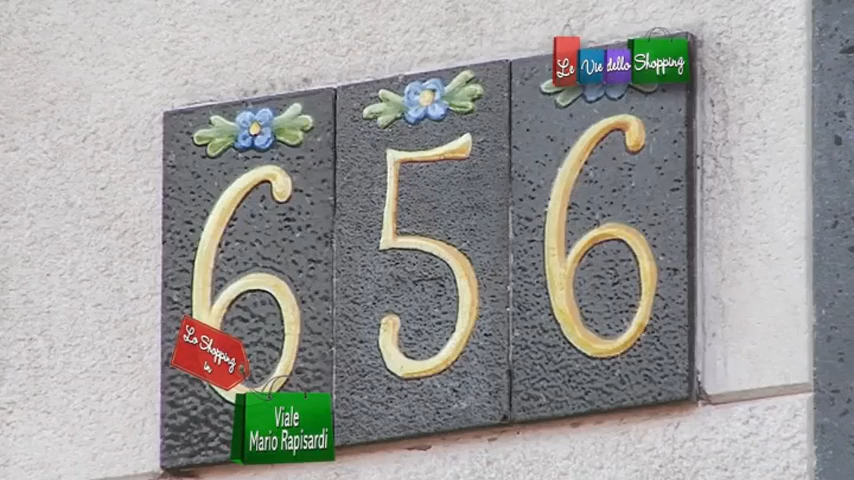 Le Vie dello Shopping
656
Lo Shopping
in
Viale
Mario Rapisardi